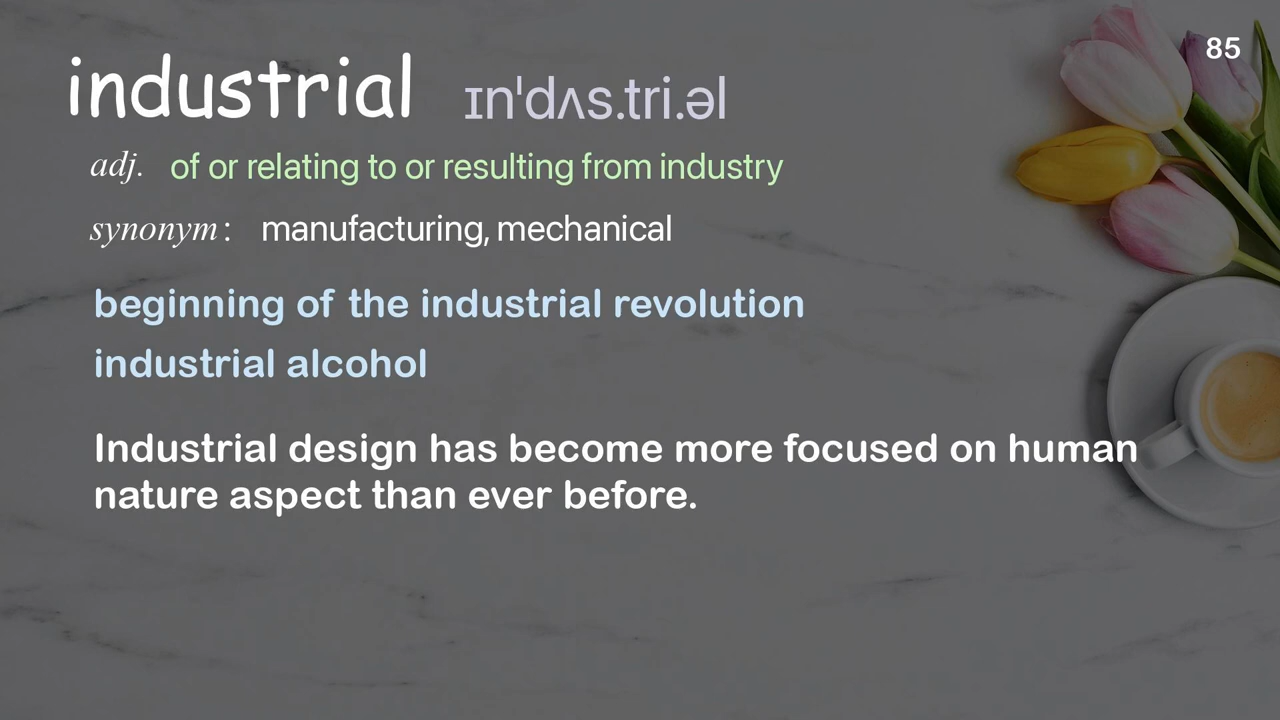 85
industrial ɪnˈdʌs.tri.əl
adj. of or relating to or resulting from industry
synonym: manufacturing, mechanical
beginning of the industrial revolution
industrial alcohol
Industrial design has become more focused on human
nature aspect than ever before.